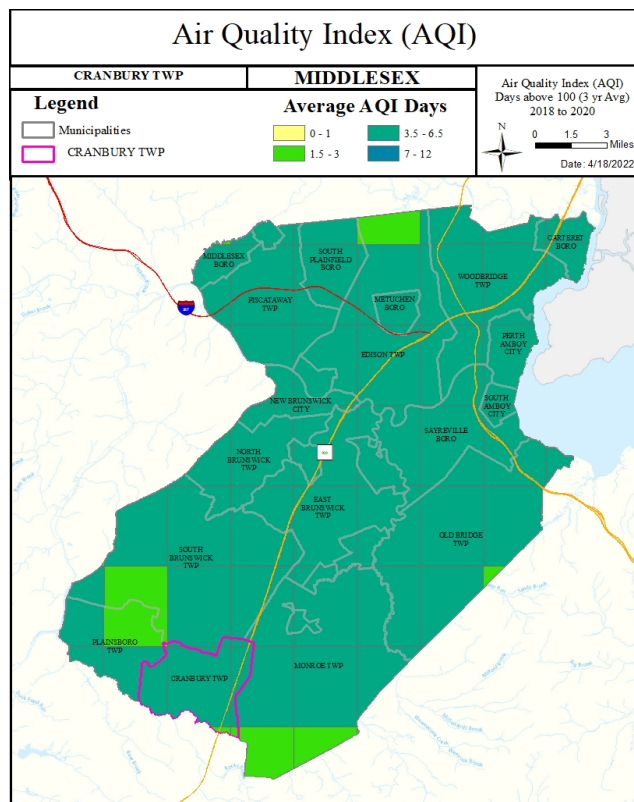 Air Quality Index (AQI)
CRANBURY TWP
MIDDLESEX
Legend
Municipalities
CRANBURY TWP
Average AQI Days
0 - 1
1.5 - 3
3.5 - 6.5
7 - 12
Air Quality Index (AQI)
Days above 100 (3 yr Avg)
2018 to 2020
N
0 1.5 3
Miles
Date: 4/18/2022
MIDDLESEX
BORO
SOUTH
PLAINFIELD
BORO
CARTERET
BORO
WOODBRIDGE
TWP
PISCATAWAY
TWP
METUCHEN
BORO
PERTH
AMBOY
CITY
EDISON TWP
NEW BRUNSWICK
CITY
SOUTH
AMBOY
CITY
SAYREVILLE
BORO
NORTH
BRUNSWICK
TWP
EAST
BRUNSWICK
TWP
OLD BRIDGE
TWP
SOUTH
BRUNSWICK
TWP
PLAINSBORO
TWP
MONROE TWP
CRANBURY TWP